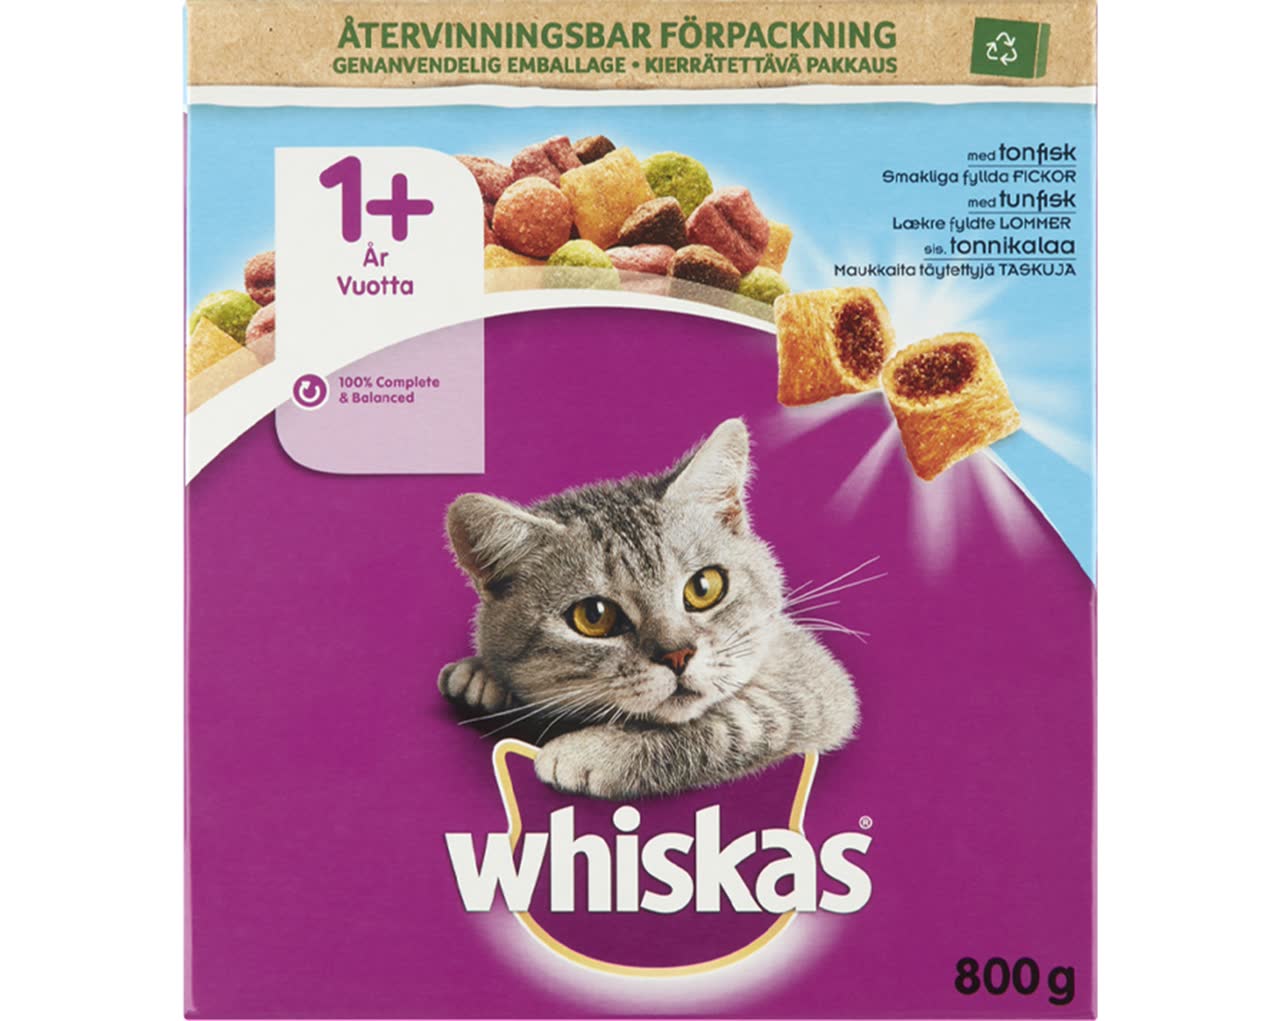 ÅTERVINNINGSBAR FÖRPACKNING
GENANVENDELIG EMBALLAGE • KIERRÄTETTÄVÄ PAKKAUS
1+
År
Vuotta
100% Complete
& Balanced
med tonfisk
Smakliga fyllda FICKOR
med tunfisk
Lækre fyldte LOMMER
sis. tonnikalaa
Maukkaita täytettyjä TASKUJA
whiskas®
800 g